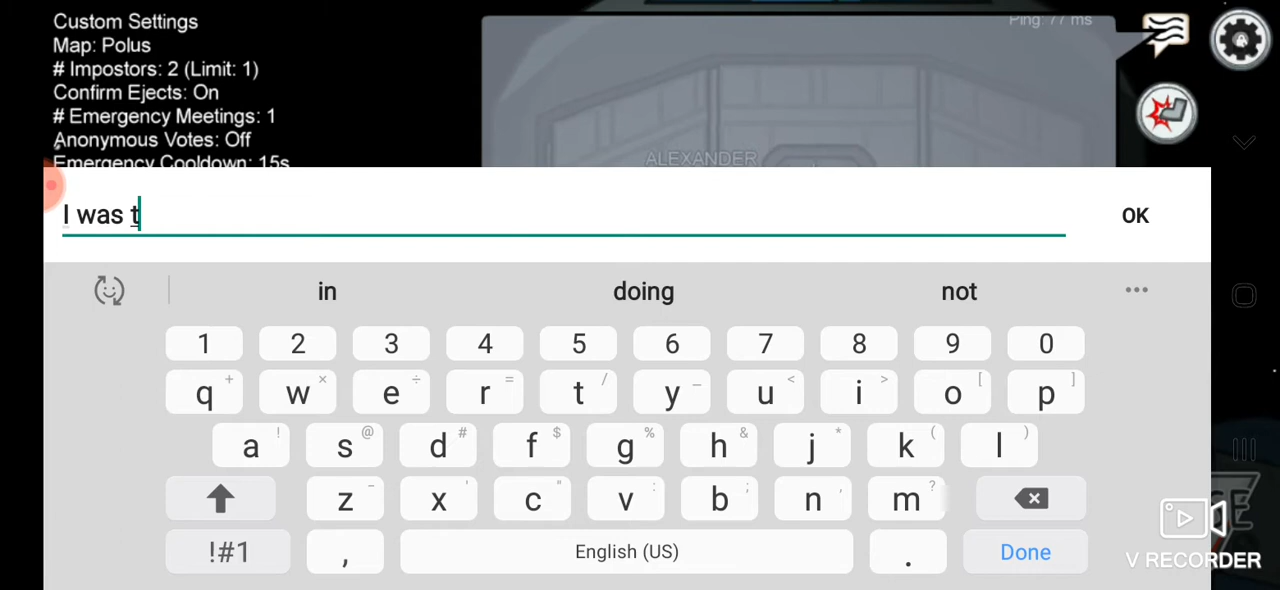 Custom Settings
Map: Polus
# Impostors: 2 (Limit: 1)
Confirm Ejects: On
# Emergency Meetings: 1
Anonymous Votes: Off
Emergency Cooldown: 15s
Ping: 77 ms
ALEXANDER
I was t
OK
in doing not
1 2 3 4 5 6 7 8 9 0
q + w × e ÷ r = t / y _ u < i > o [ p ]
a ! s @ d # f $ g % h & j * k ( l )
z - x ' c " v : b ; n , m ?
!#1 , English (US) . Done
V RECORDER